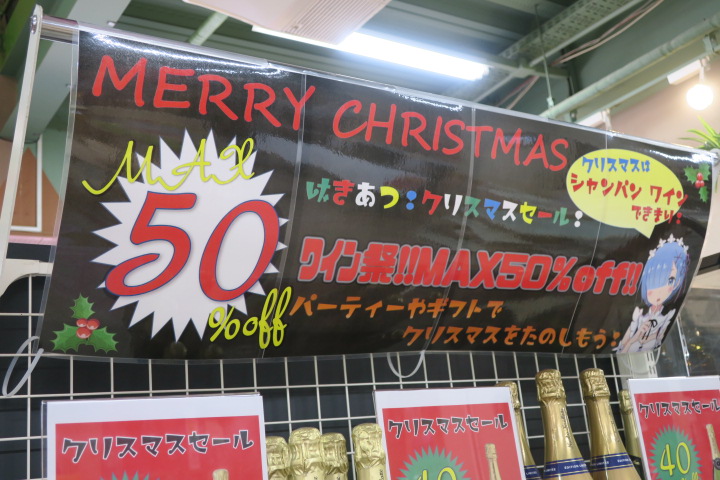 MERRY CHRISTMAS
MAX
50
%off
げきあつ！クリスマスセール！
ワイン祭!!MAX50%off!!
パーティーやギフトで
クリスマスをたのしもう！
クリスマスは
シャンパン ワイン
できまい！
クリスマスセール
クリスマスセール
40
クリスマスセール
40